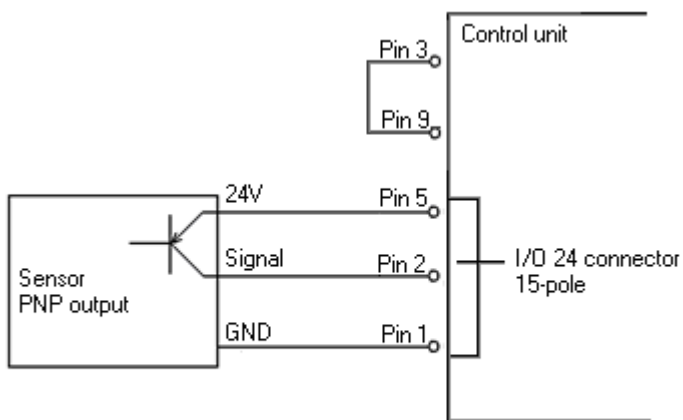 Control unit
Pin 3
Pin 9
24V
Pin 5
Signal
Pin 2
I/O 24 connector
15-pole
Sensor
PNP output
GND
Pin 1